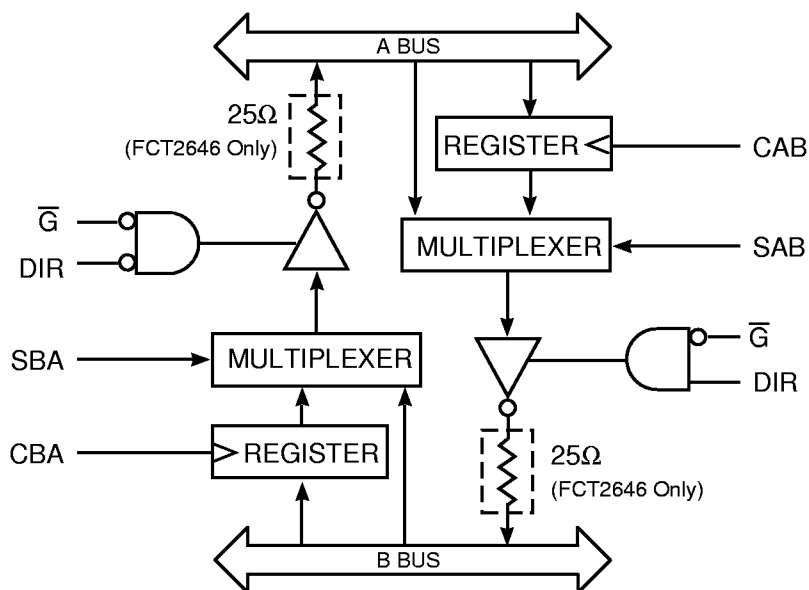 A BUS
25Ω
(FCT2646 Only)
REGISTER
CAB
G̅
DIR
MULTIPLEXER
SAB
SBA
MULTIPLEXER
G̅
DIR
CBA
REGISTER
25Ω
(FCT2646 Only)
B BUS